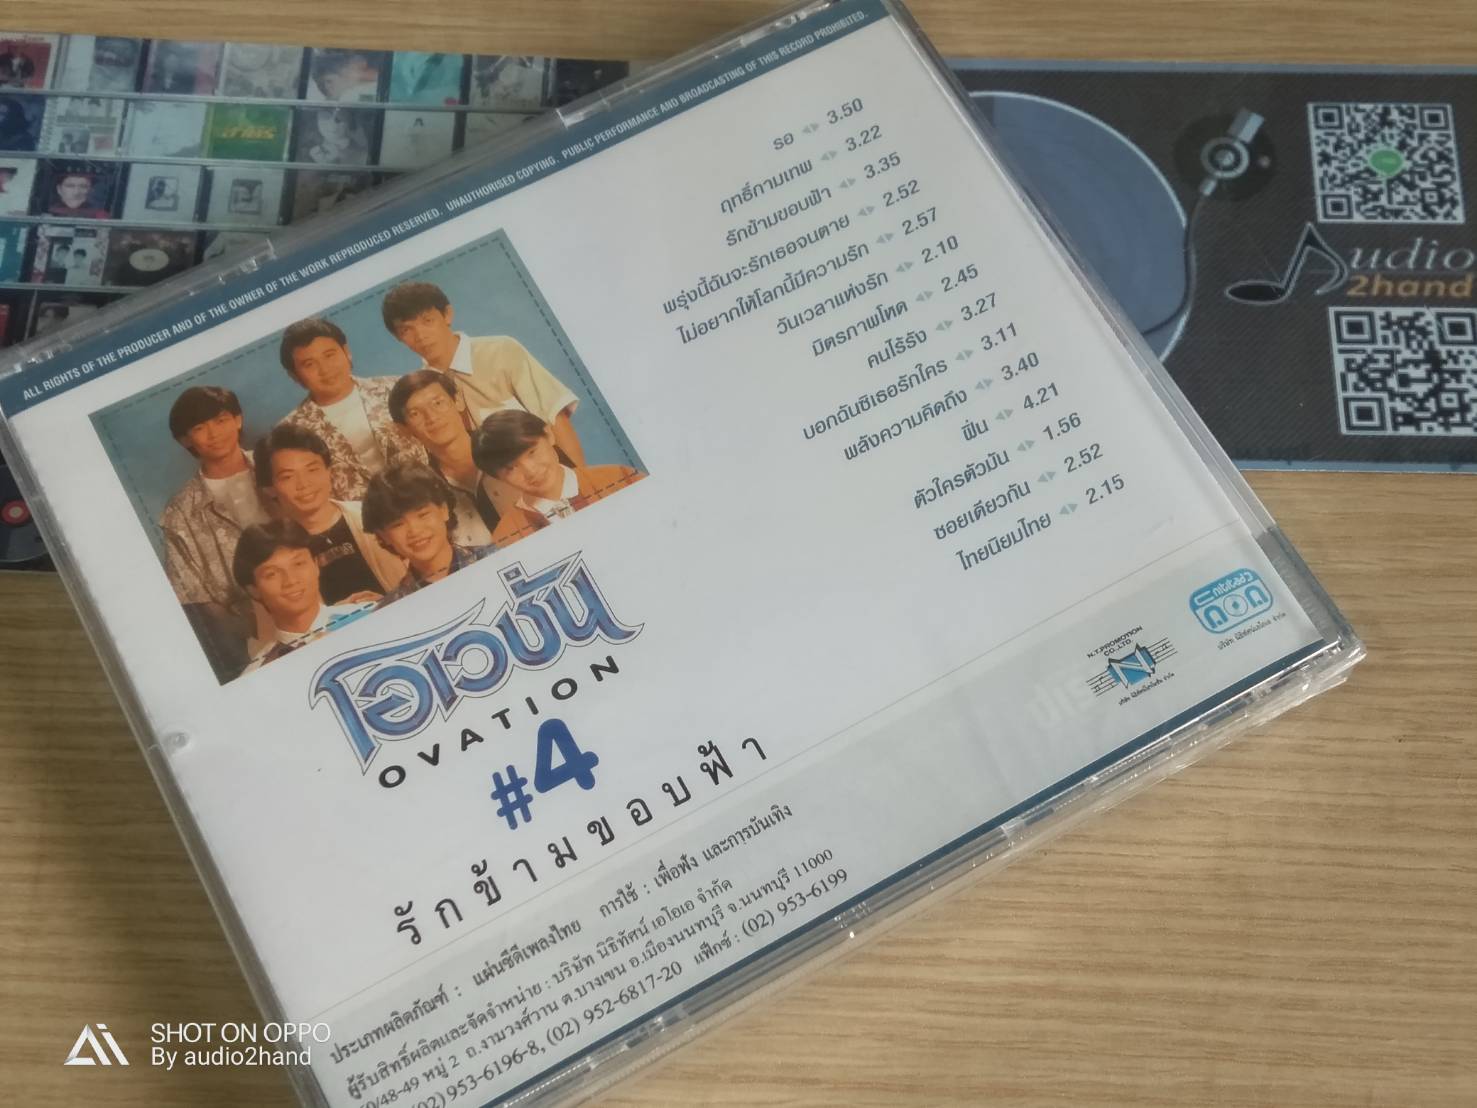 ALL RIGHTS OF THE PRODUCER AND OF THE OWNER OF THE WORK REPRODUCED RESERVED. UNAUTHORISED COPYING. PUBLIC PERFORMANCE AND BROADCASTING OF THIS RECORD PROHIBITED.
รอ 3.50
ฤทธิ์กามเทพ 3.22
รักข้ามขอบฟ้า 3.35
พรุ่งนี้ฉันจะรักเธอจนตาย 2.52
ไม่อยากให้โลกนี้มีความรัก 2.57
วันเวลาแห่งรัก 2.10
มิตรภาพโหด 2.45
คนไร้รัง 3.27
บอกฉันซิเธอรักใคร 3.11
พลังความคิดถึง 3.40
ฝืน 4.21
ตัวใครตัวมัน 1.56
ซอยเดียวกัน 2.52
ไทยนิยมไทย 2.15
โอเวชั่น
OVATION
#4
รักข้ามขอบฟ้า
N.T.PROMOTION
CO.,LTD.
ประเภทผลิตภัณฑ์ : แผ่นซีดีเพลงไทย การใช้ : เพื่อฟัง และการบันเทิง
ผู้รับสิทธิ์ผลิตและจัดจำหน่าย : บริษัท นิธิทัศน์ เอโอเอ จำกัด
/48-49 หมู่ 2 ถ.งามวงศ์วาน ต.บางเขน อ.เมืองนนทบุรี จ.นนทบุรี 11000
(02)953-6196-8, (02) 952-6817-20 แฟ็กซ์ : (02) 953-6199
Audio
2hand
SHOT ON OPPO
By audio2hand